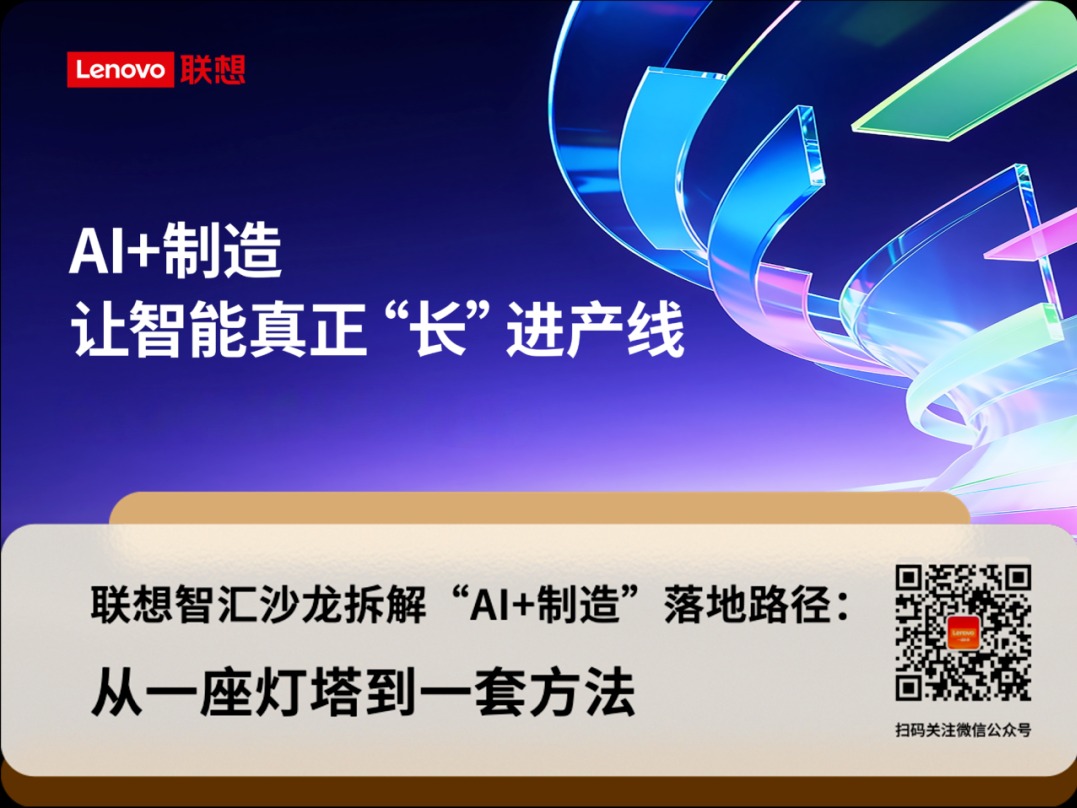 Lenovo 联想
AI+制造
让智能真正“长”进产线
联想智汇沙龙拆解“AI+制造”落地路径：
从一座灯塔到一套方法
Lenovo
扫码关注微信公众号